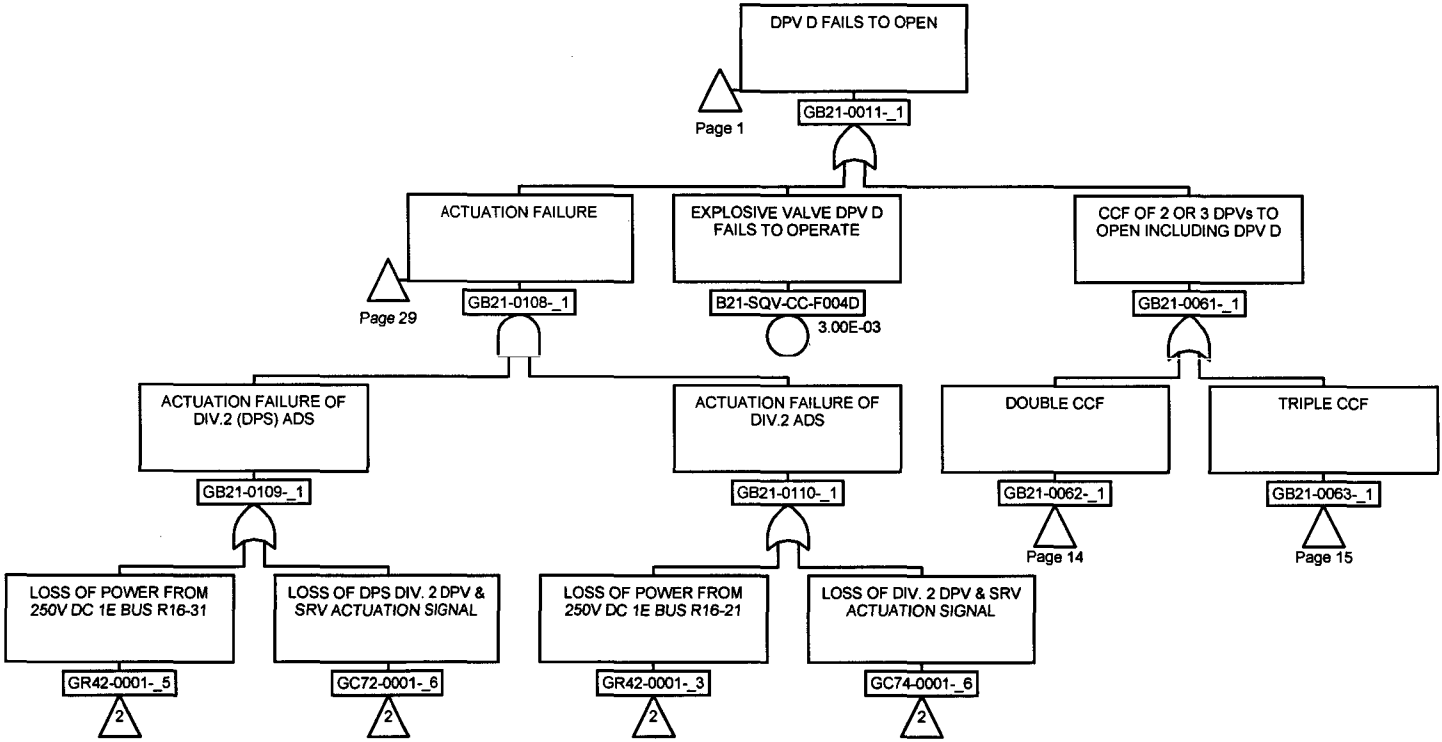 DPV D FAILS TO OPEN
Page 1
GB21-0011-_1
ACTUATION FAILURE
Page 29
GB21-0108-_1
EXPLOSIVE VALVE DPV D
FAILS TO OPERATE
B21-SQV-CC-F004D
3.00E-03
CCF OF 2 OR 3 DPVs TO
OPEN INCLUDING DPV D
GB21-0061-_1
ACTUATION FAILURE OF
DIV.2 (DPS) ADS
GB21-0109-_1
ACTUATION FAILURE OF
DIV.2 ADS
GB21-0110-_1
DOUBLE CCF
GB21-0062-_1
Page 14
TRIPLE CCF
GB21-0063-_1
Page 15
LOSS OF POWER FROM
250V DC 1E BUS R16-31
GR42-0001-_5
2
LOSS OF DPS DIV. 2 DPV &
SRV ACTUATION SIGNAL
GC72-0001-_6
2
LOSS OF POWER FROM
250V DC 1E BUS R16-21
GR42-0001-_3
2
LOSS OF DIV. 2 DPV & SRV
ACTUATION SIGNAL
GC74-0001-_6
2